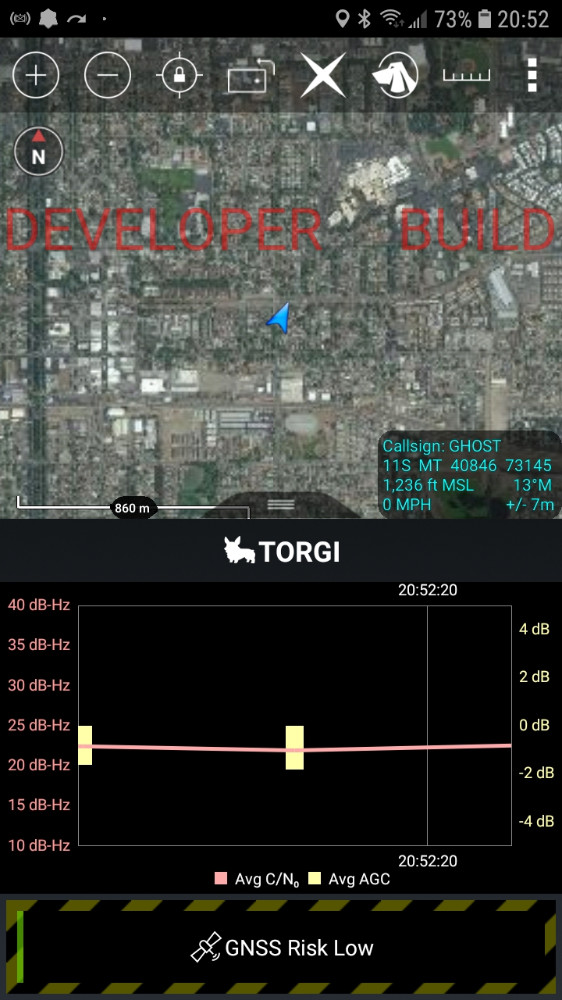 73% 20:52
N
DEVELOPER BUILD
Callsign: GHOST
11S MT 40846 73145
1,236 ft MSL 13°M
0 MPH +/- 7m
860 m
TORGI
20:52:20
40 dB-Hz
4 dB
35 dB-Hz
30 dB-Hz
2 dB
25 dB-Hz
0 dB
20 dB-Hz
-2 dB
15 dB-Hz
-4 dB
10 dB-Hz
20:52:20
Avg C/N₀ Avg AGC
GNSS Risk Low